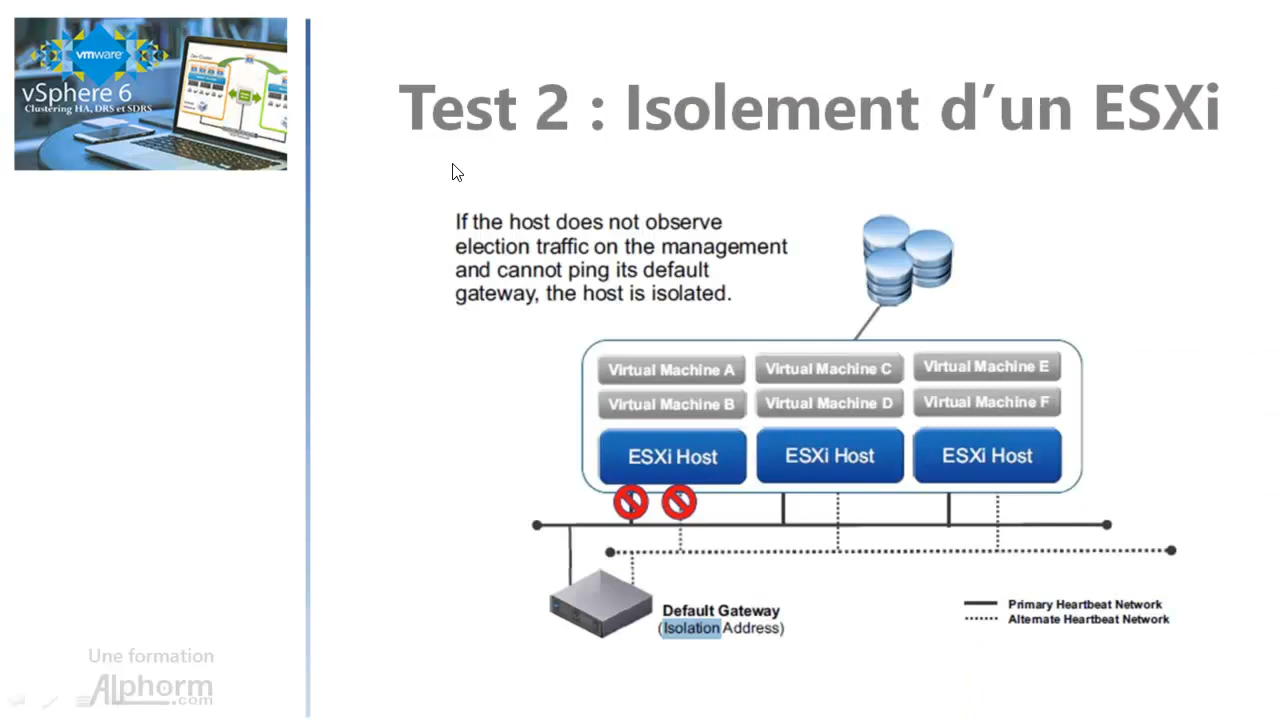 vmware
vSphere 6
Clustering HA, DRS et SDRS
Test 2 : Isolement d'un ESXi
If the host does not observe
election traffic on the management
and cannot ping its default
gateway, the host is isolated.
Virtual Machine A
Virtual Machine C
Virtual Machine E
Virtual Machine B
Virtual Machine D
Virtual Machine F
ESXi Host
ESXi Host
ESXi Host
Default Gateway
(Isolation Address)
Primary Heartbeat Network
Alternate Heartbeat Network
Une formation
Alphorm
.com